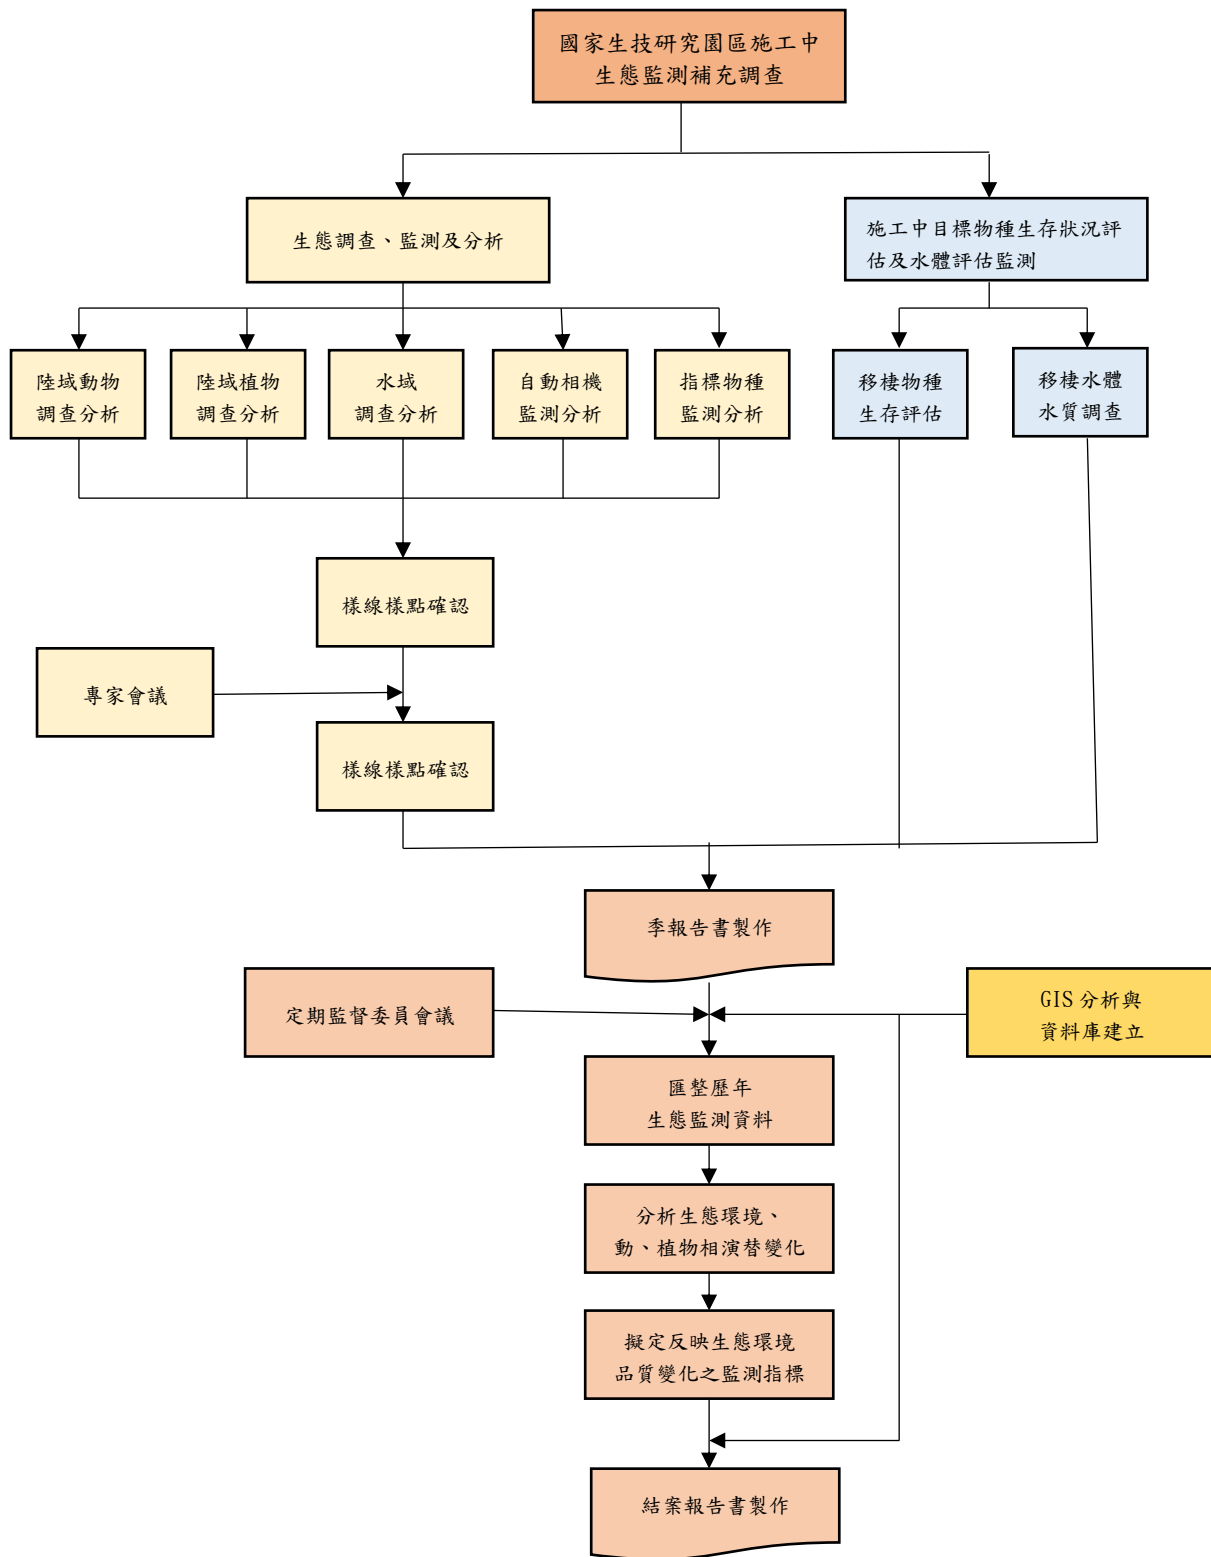 國家生技研究園區施工中
生態監測補充調查
生態調查、監測及分析
施工中目標物種生存狀況評
估及水體評估監測
陸域動物
調查分析
陸域植物
調查分析
水域
調查分析
自動相機
監測分析
指標物種
監測分析
移棲物種
生存評估
移棲水體
水質調查
樣線樣點確認
專家會議
樣線樣點確認
季報告書製作
定期監督委員會議
GIS 分析與
資料庫建立
匯整歷年
生態監測資料
分析生態環境、
動、植物相演替變化
擬定反映生態環境
品質變化之監測指標
結案報告書製作